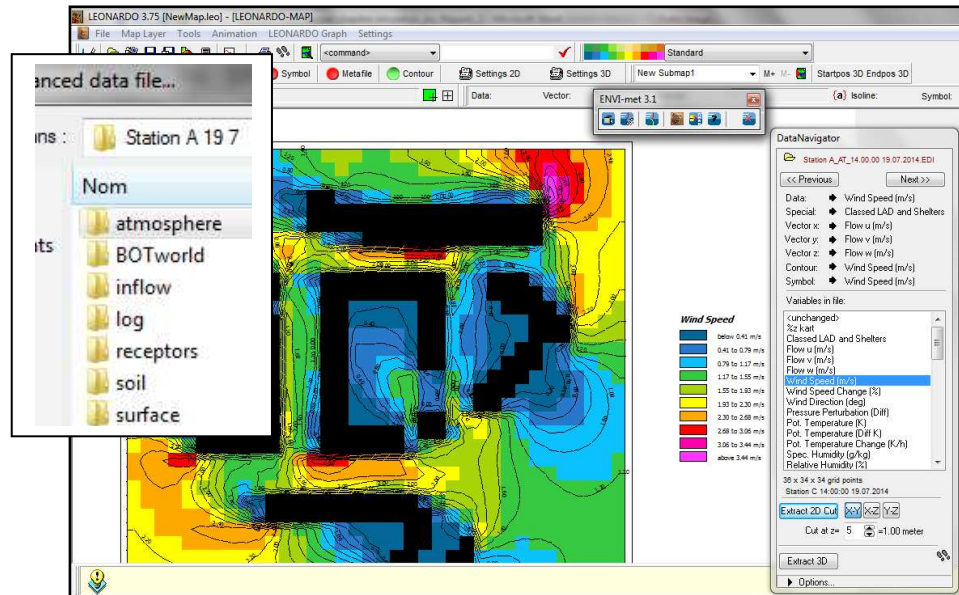 LEONARDO 3.75 [NewMap.leo] - [LEONARDO-MAP]
File Map Layer Tools Animation LEONARDO Graph Settings
<command> Standard
Symbol Metafile Contour Settings 2D Settings 3D New Submap1 M+ M- Startpos 3D Endpos 3D
Data: Vector: {a} Isoline: Symbol:
ENVI-met 3.1
anced data file...
ans : Station A 19 7
Nom
atmosphere
BOTworld
inflow
log
receptors
soil
surface
ats
Wind Speed
below 0.41 m/s
0.41 to 0.79 m/s
0.79 to 1.17 m/s
1.17 to 1.55 m/s
1.55 to 1.93 m/s
1.93 to 2.30 m/s
2.30 to 2.68 m/s
2.68 to 3.06 m/s
3.06 to 3.44 m/s
above 3.44 m/s
DataNavigator
Station A_AT_14.00.00 19.07.2014.EDI
<< Previous Next >>
Data: Wind Speed (m/s)
Special: Classed LAD and Shelters
Vector x: Flow u (m/s)
Vector y: Flow v (m/s)
Vector z: Flow w (m/s)
Contour: Wind Speed (m/s)
Symbol: Wind Speed (m/s)
Variables in file:
<unchanged>
%z kart
Classed LAD and Shelters
Flow u (m/s)
Flow v (m/s)
Flow w (m/s)
Wind Speed (m/s)
Wind Speed Change (%)
Wind Direction (deg)
Pressure Perturbation (Diff)
Pot. Temperature (K)
Pot. Temperature (Diff K)
Pot. Temperature Change (K/h)
Spec. Humidity (g/kg)
Relative Humidity (%)
36 x 34 x 34 grid points
Station C 14:00:00 19.07.2014
Extract 2D Cut X-Y X-Z Y-Z
Cut at z= 5 =1.00 meter
Extract 3D
Options...